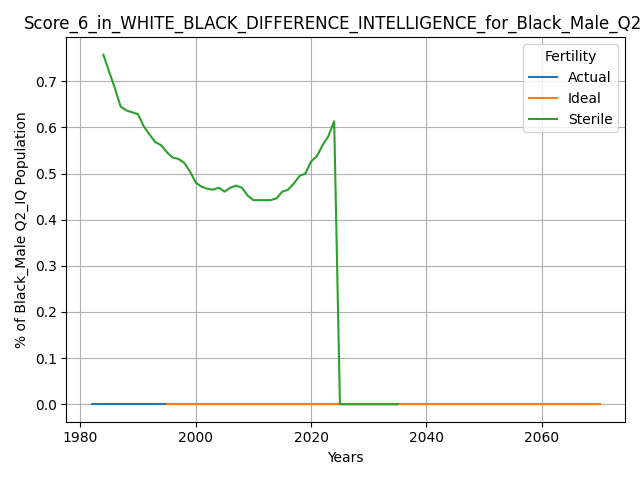 Score_6_in_WHITE_BLACK_DIFFERENCE_INTELLIGENCE_for_Black_Male_Q2
Fertility
Actual
Ideal
Sterile
% of Black_Male Q2_IQ Population
0.7
0.6
0.5
0.4
0.3
0.2
0.1
0.0
1980 2000 2020 2040 2060
Years